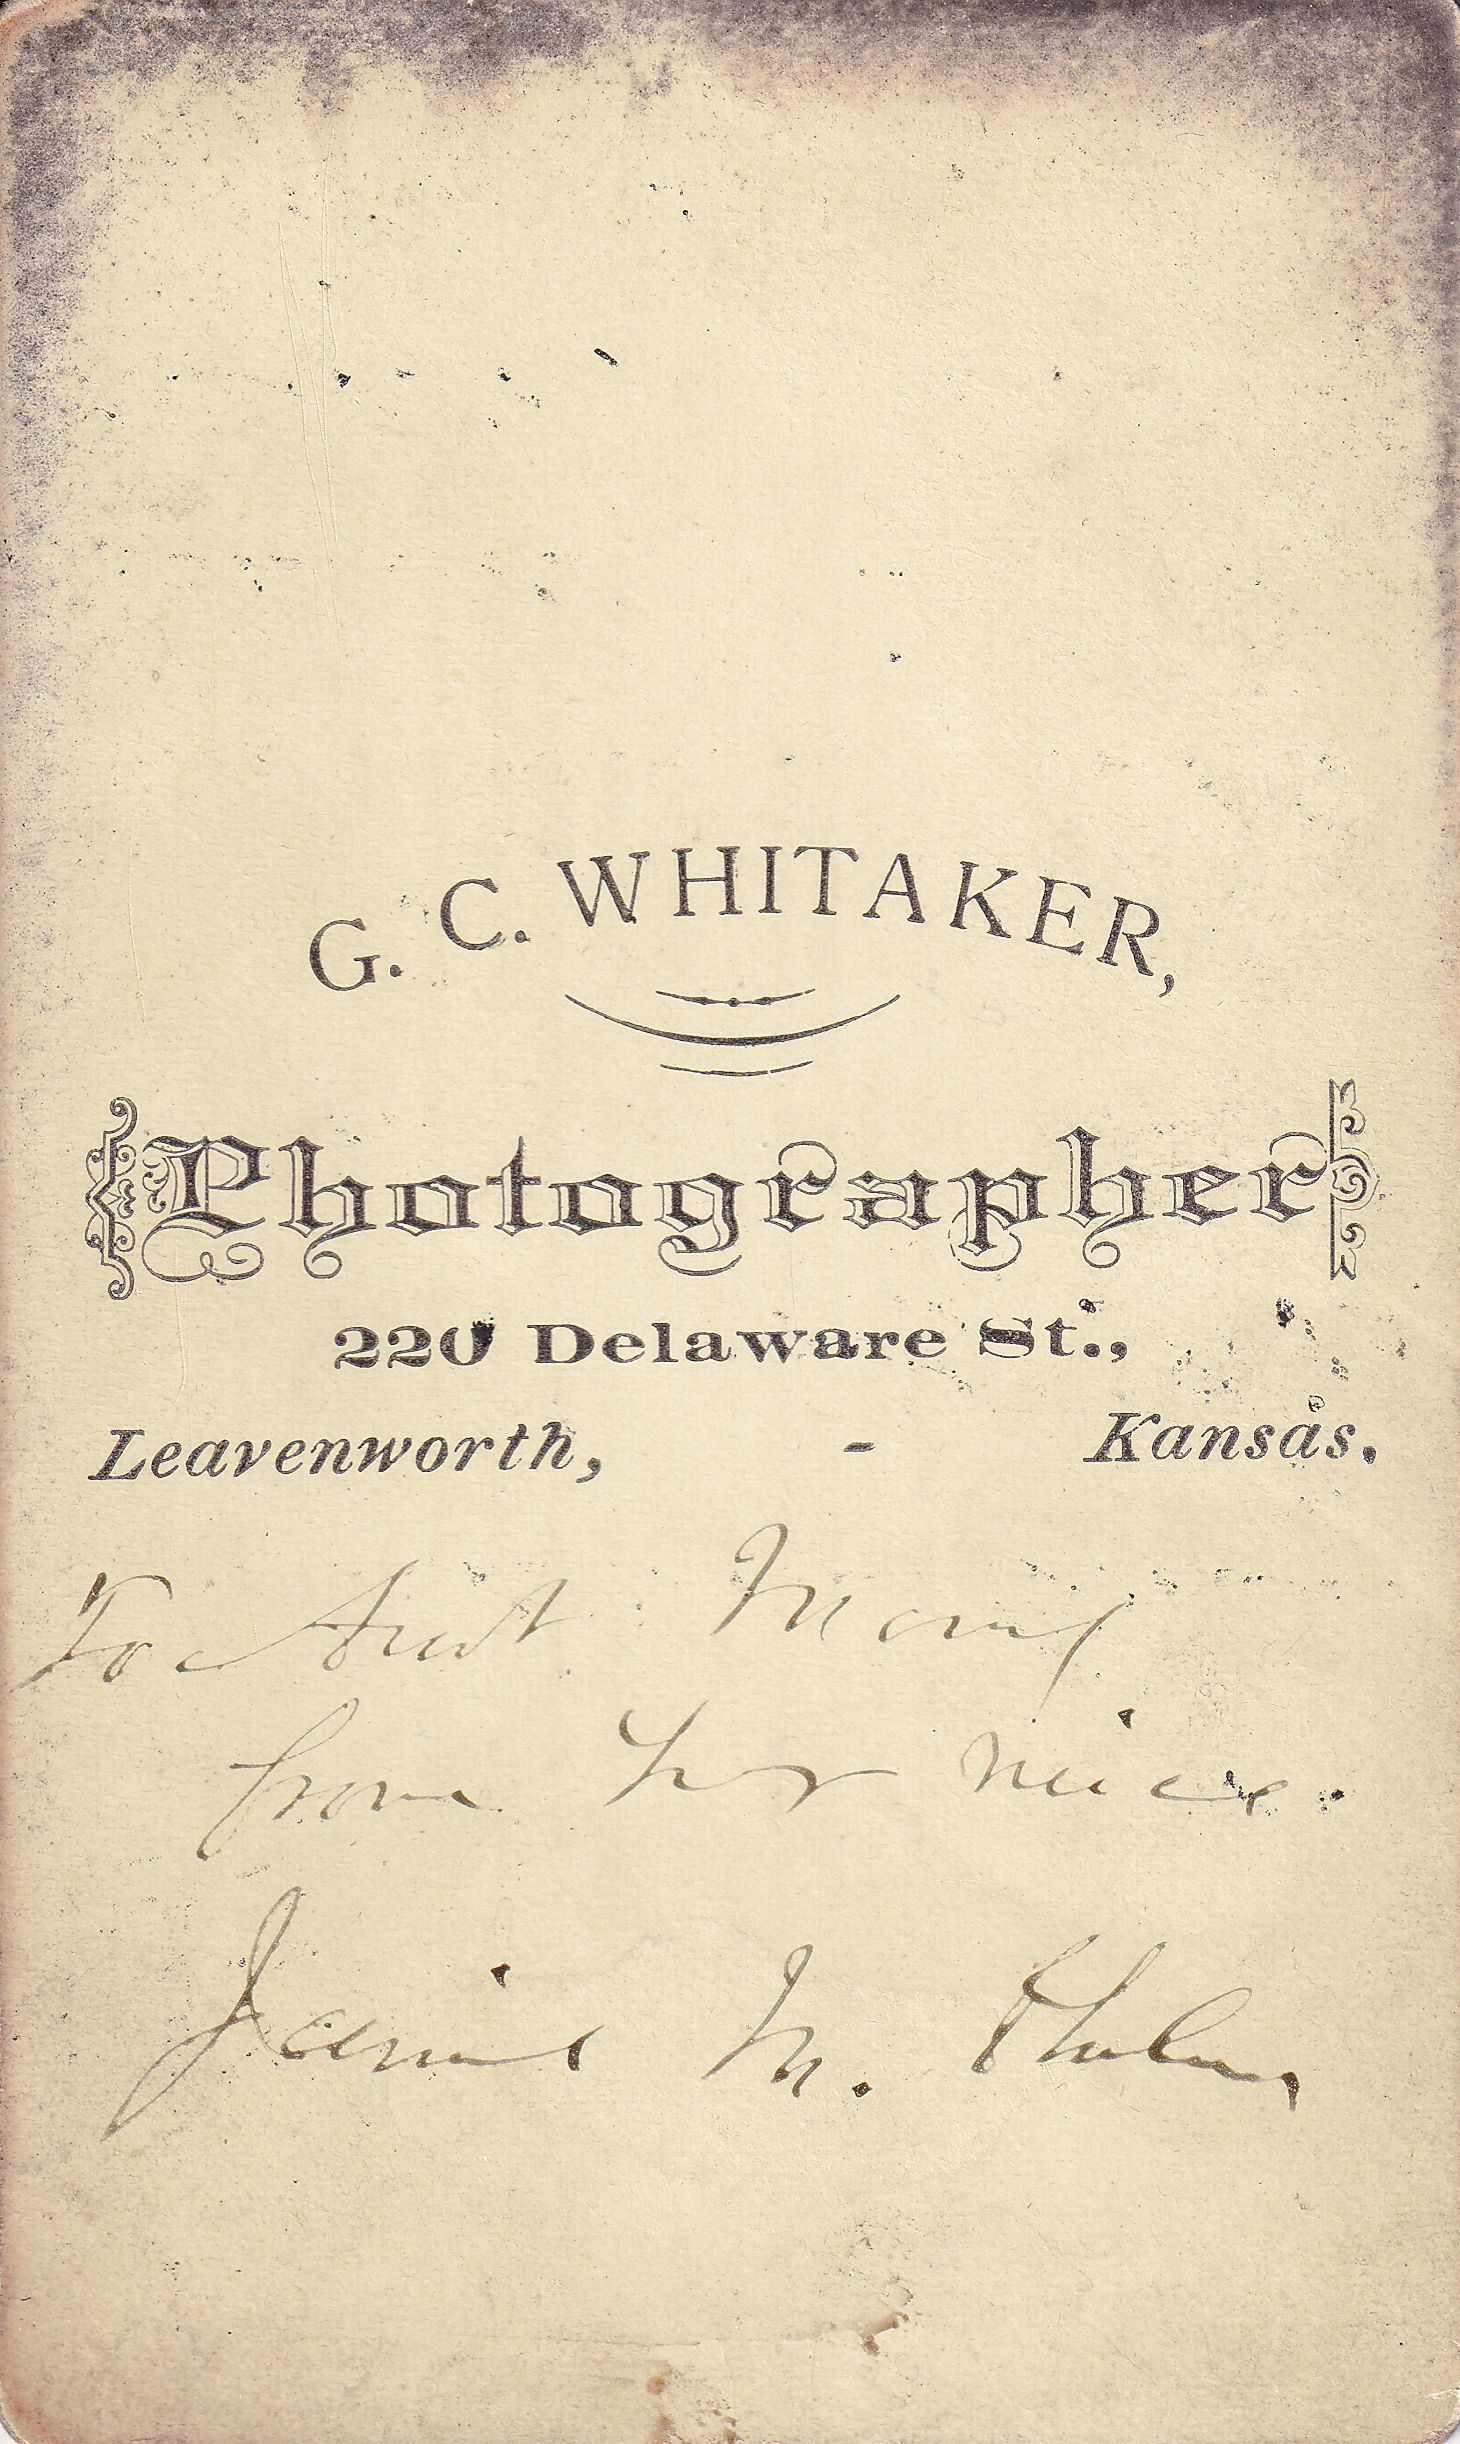 G. C. WHITAKER,
Photographer
220 Delaware St.,
Leavenworth, - Kansas.
To Aunt Mary
from her niece.
Jennie M.